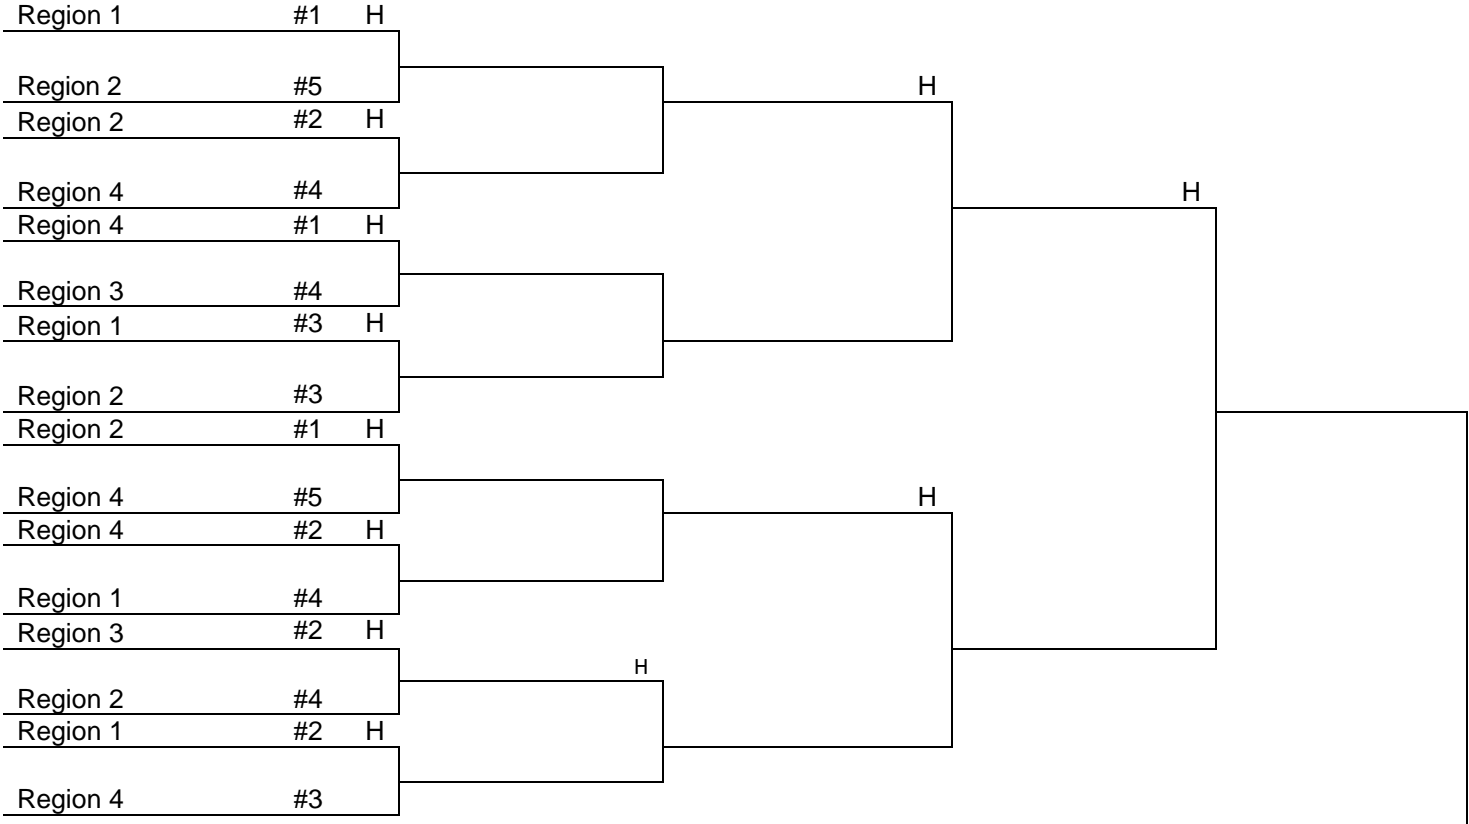 Region 1 #1 H
Region 2 #5 H
Region 2 #2 H
Region 4 #4 H
Region 4 #1 H
Region 3 #4
Region 1 #3 H
Region 2 #3
Region 2 #1 H
Region 4 #5 H
Region 4 #2 H
Region 1 #4
Region 3 #2 H
H
Region 2 #4
Region 1 #2 H
Region 4 #3